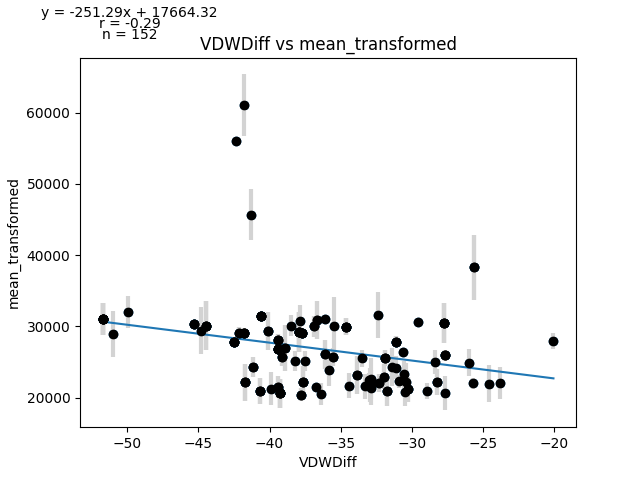 y = -251.29x + 17664.32
r = -0.29
n = 152
VDWDiff vs mean_transformed
mean_transformed
60000
50000
40000
30000
20000
−50
−45
−40
−35
−30
−25
−20
VDWDiff